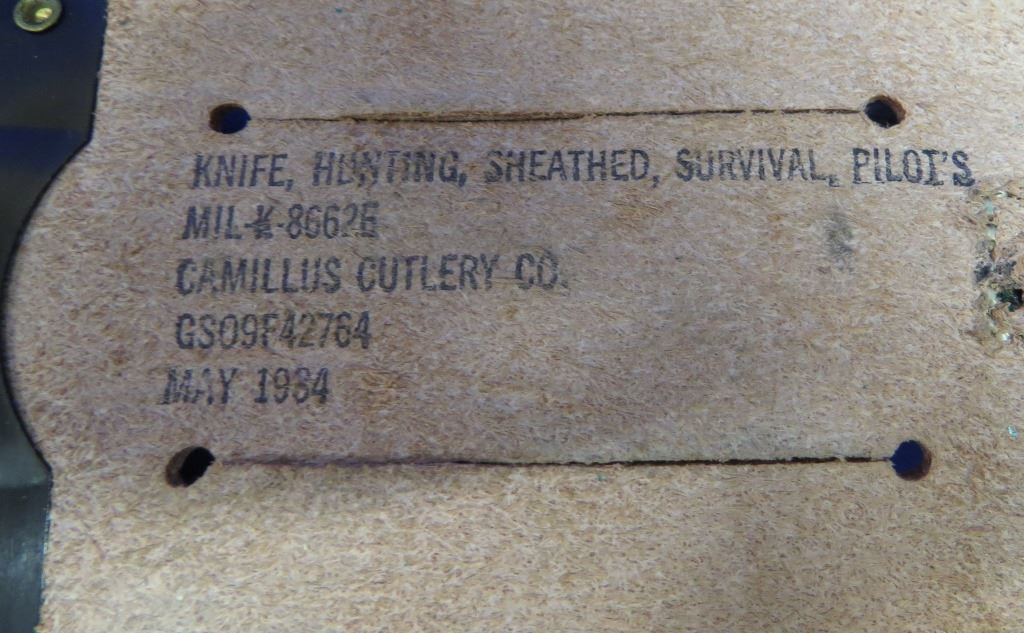 KNIFE, HUNTING, SHEATHED, SURVIVAL, PILOT'S
MIL-K-8662E
CAMILLUS CUTLERY CO.
GS09F42764
MAY 1984